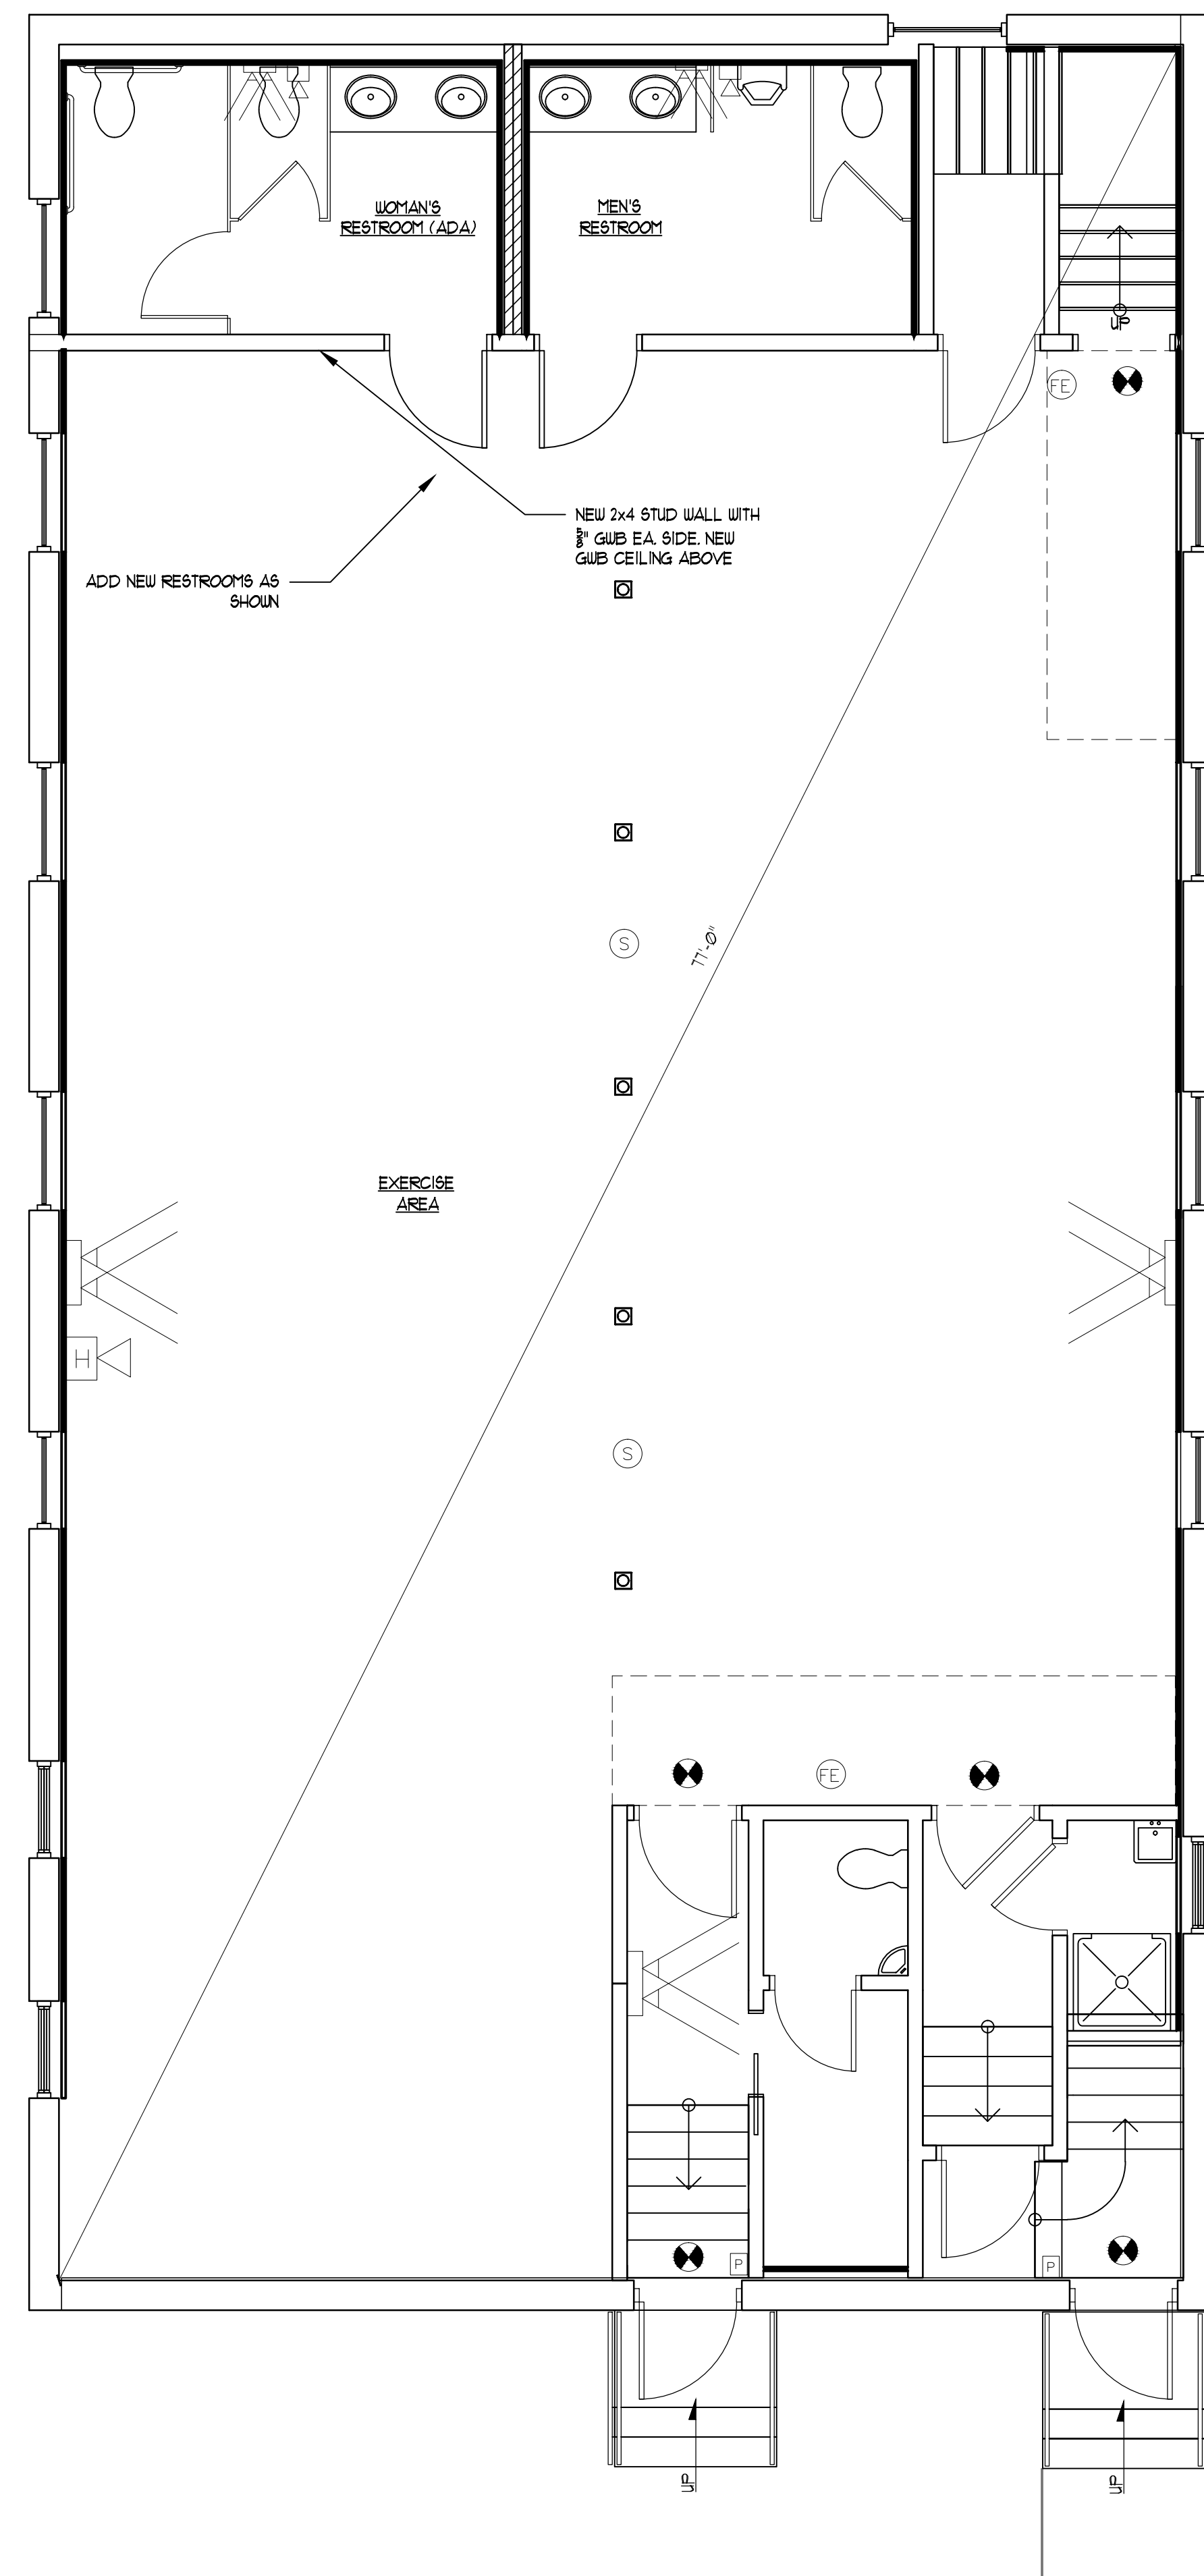 WOMAN'S
RESTROOM (ADA)
MEN'S
RESTROOM
UP
FE
NEW 2x4 STUD WALL WITH
5/8" GWB EA. SIDE. NEW
GWB CEILING ABOVE
ADD NEW RESTROOMS AS
SHOWN
S
77'-0"
EXERCISE
AREA
H
S
FE
P
P
UP
UP